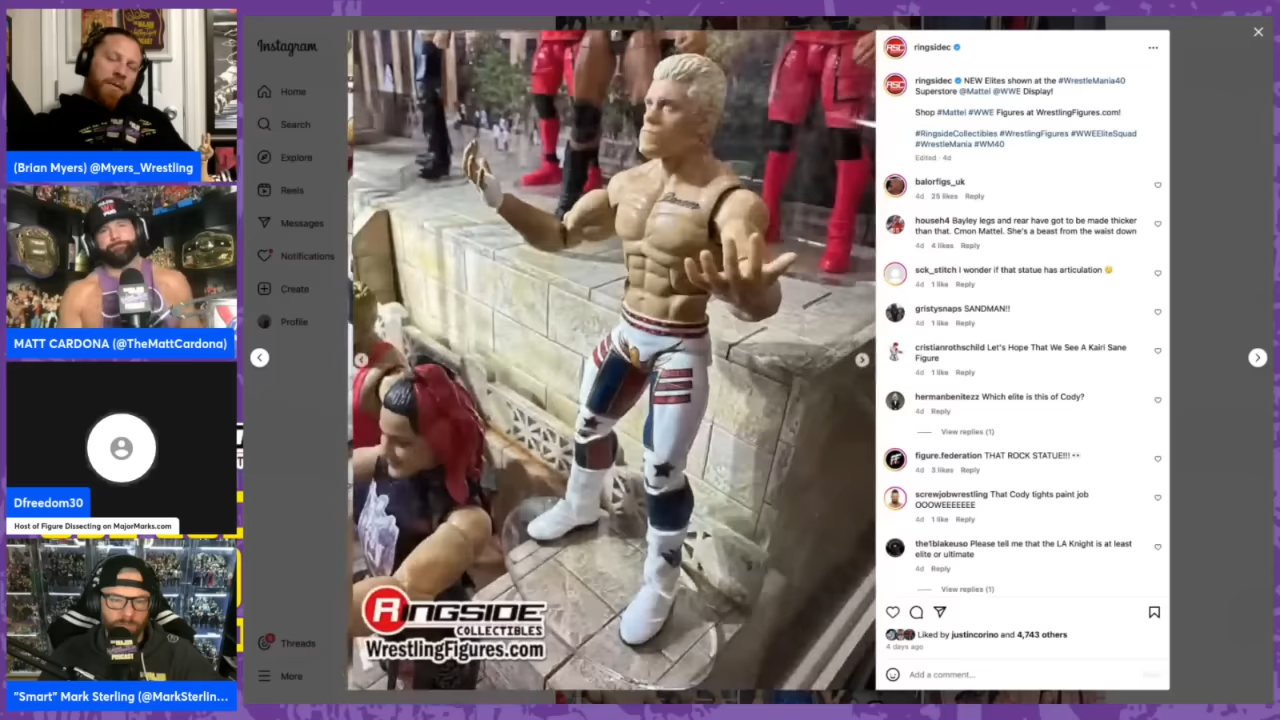 (Brian Myers) @Myers_Wrestling
MATT CARDONA (@TheMattCardona)
Dfreedom30
Host of Figure Dissecting on MajorMarks.com
"Smart" Mark Sterling (@MarkSterlin...
Instagram
Home
Search
Explore
Reels
Messages
Notifications
Create
Profile
Threads
More
RINGSIDE
COLLECTIBLES
WrestlingFigures.com
ringsidec
ringsidec NEW Elites shown at the #WrestleMania40
Superstore @Mattel @WWE Display!
Shop #Mattel #WWE Figures at WrestlingFigures.com!
#RingsideCollectibles #WrestlingFigures #WWEEliteSquad
#WrestleMania #WM40
Edited · 4d
balorfigs_uk
4d 25 likes Reply
househ4 Bayley legs and rear have got to be made thicker
than that. Cmon Mattel. She's a beast from the waist down
4d 4 likes Reply
sck_stitch I wonder if that statue has articulation
4d 1 like Reply
gristysnaps SANDMAN!!
4d 1 like Reply
cristianrothschild Let's Hope That We See A Kairi Sane
Figure
4d 1 like Reply
hermanbenitezz Which elite is this of Cody?
4d Reply
View replies (1)
figure.federation THAT ROCK STATUE!!! 👀
4d 3 likes Reply
screwjobwrestling That Cody tights paint job
OOOWEEEEEEE
4d 1 like Reply
the1blakeuso Please tell me that the LA Knight is at least
elite or ultimate
4d Reply
View replies (1)
Liked by justincorino and 4,743 others
4 days ago
Add a comment...